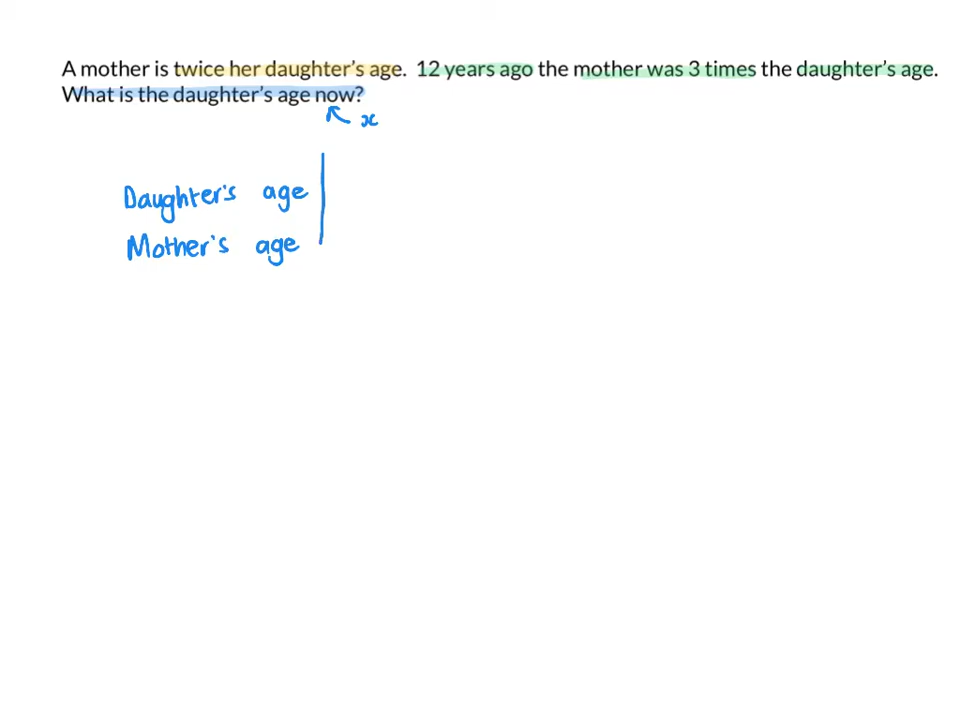 A mother is twice her daughter's age. 12 years ago the mother was 3 times the daughter's age.
What is the daughter's age now?
x
Daughter's age
Mother's age